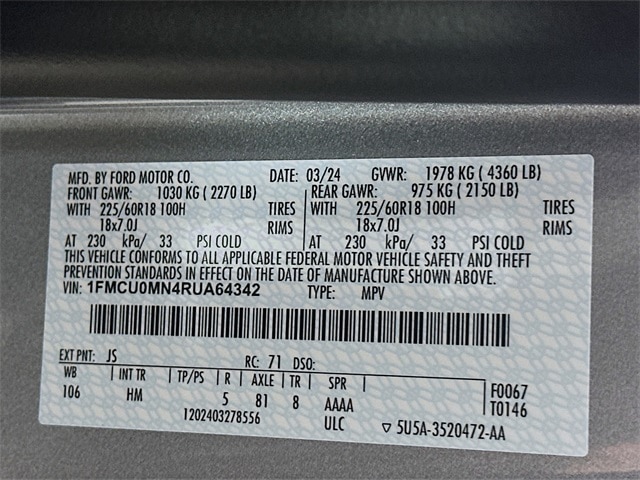 MFD. BY FORD MOTOR CO. DATE: 03/24 GVWR: 1978 KG ( 4360 LB)
FRONT GAWR: 1030 KG ( 2270 LB) REAR GAWR: 975 KG ( 2150 LB)
WITH 225/60R18 100H TIRES WITH 225/60R18 100H TIRES
18x7.0J RIMS 18x7.0J RIMS
AT 230 kPa/ 33 PSI COLD AT 230 kPa/ 33 PSI COLD
THIS VEHICLE CONFORMS TO ALL APPLICABLE FEDERAL MOTOR VEHICLE SAFETY AND THEFT
PREVENTION STANDARDS IN EFFECT ON THE DATE OF MANUFACTURE SHOWN ABOVE.
VIN: 1FMCU0MN4RUA64342 TYPE: MPV
EXT PNT: JS RC: 71 DSO:
WB INT TR TP/PS R AXLE TR SPR F0067
106 HM 5 81 8 AAAA T0146
1202403278556 ULC ▽ 5U5A-3520472-AA